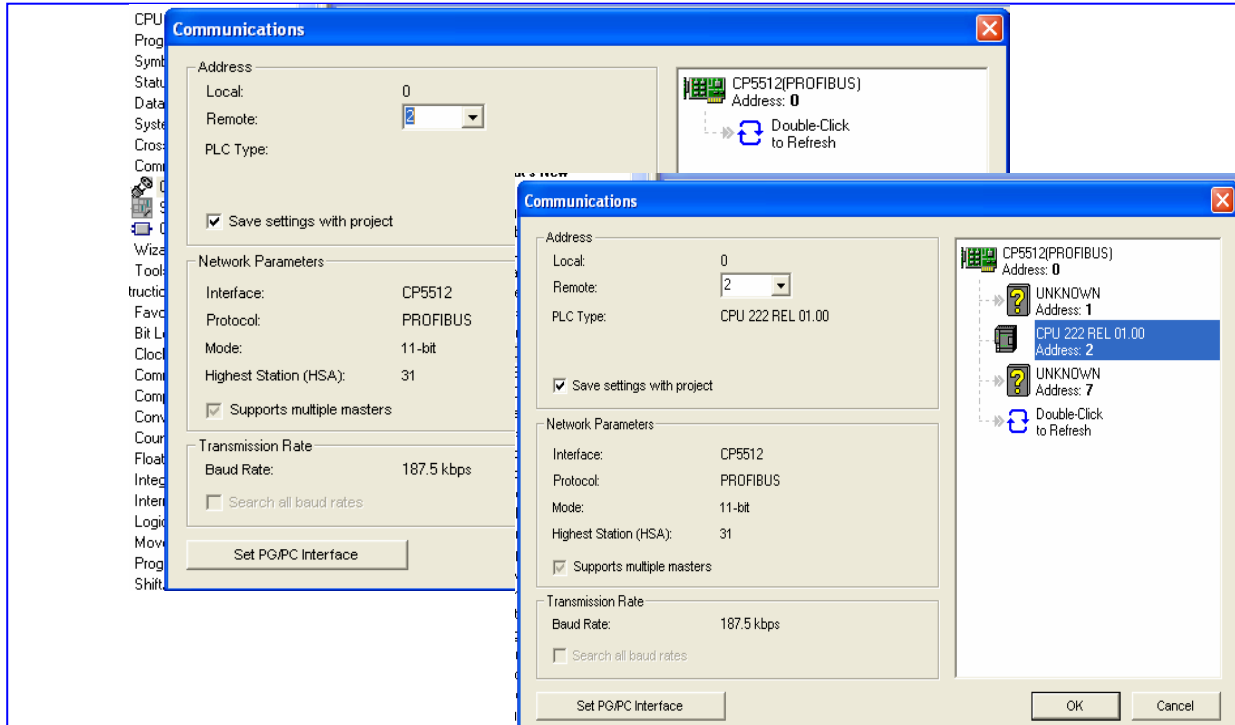 CPU
Prog
Symb
Statu
Data
Syste
Cros
Com
Wiza
Tools
tructio
Favo
Bit L
Clock
Com
Comp
Conv
Coun
Float
Integ
Inter
Logic
Move
Prog
Shift
Communications
Address
Local: 0
Remote: 2
PLC Type:
Save settings with project
Network Parameters
Interface: CP5512
Protocol: PROFIBUS
Mode: 11-bit
Highest Station (HSA): 31
Supports multiple masters
Transmission Rate
Baud Rate: 187.5 kbps
Search all baud rates
Set PG/PC Interface
CP5512(PROFIBUS)
Address: 0
Double-Click
to Refresh
New
Communications
Address
Local: 0
Remote: 2
PLC Type: CPU 222 REL 01.00
Save settings with project
Network Parameters
Interface: CP5512
Protocol: PROFIBUS
Mode: 11-bit
Highest Station (HSA): 31
Supports multiple masters
Transmission Rate
Baud Rate: 187.5 kbps
Search all baud rates
Set PG/PC Interface
CP5512(PROFIBUS)
Address: 0
UNKNOWN
Address: 1
CPU 222 REL 01.00
Address: 2
UNKNOWN
Address: 7
Double-Click
to Refresh
OK
Cancel